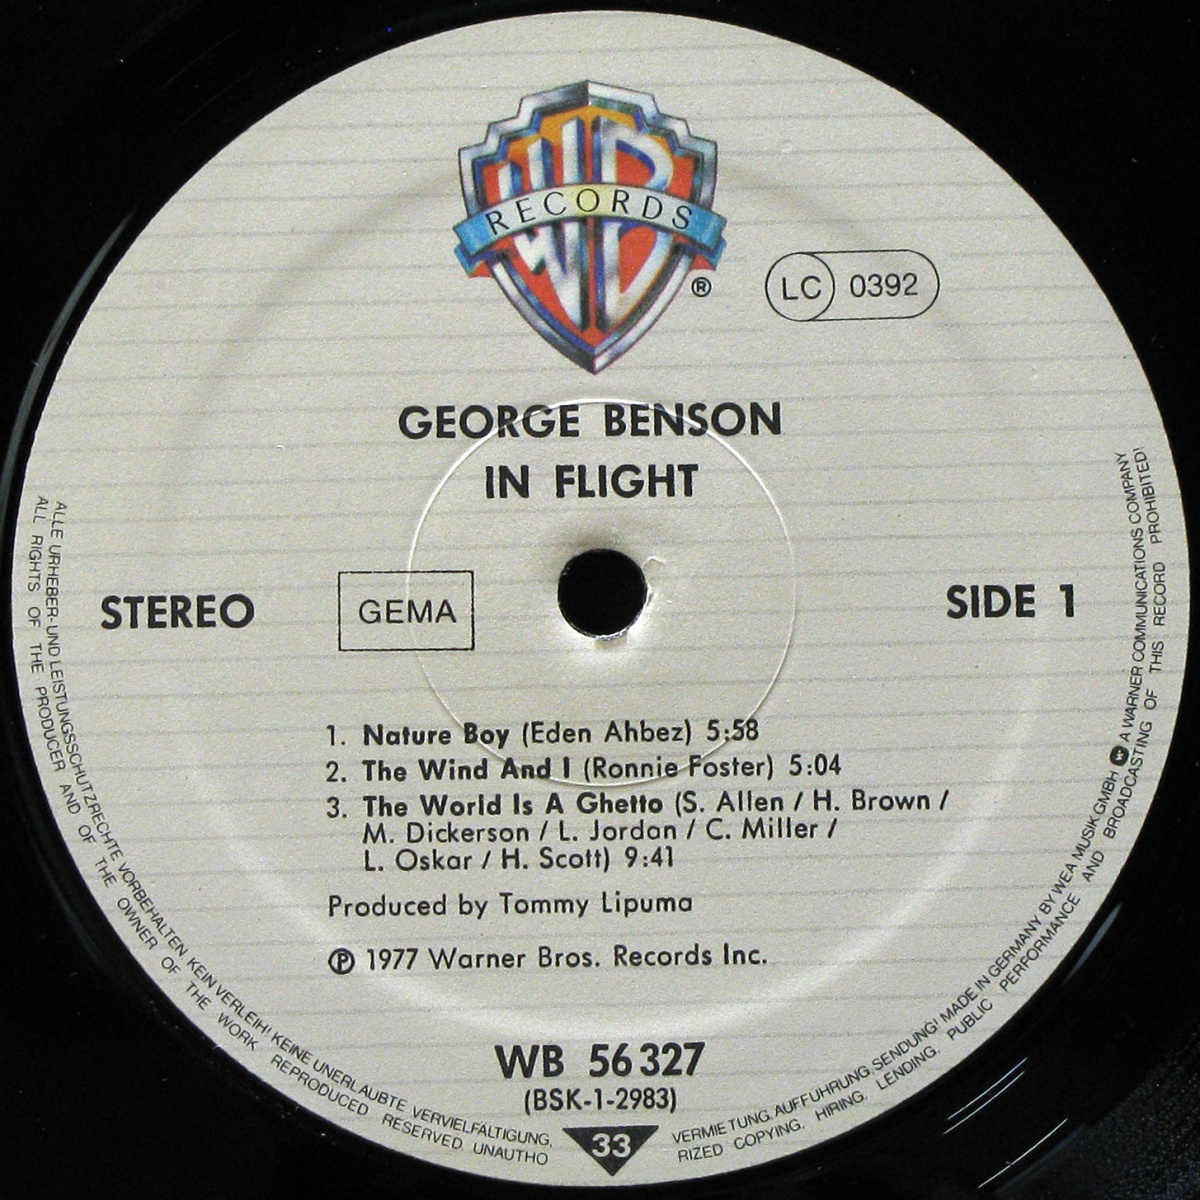 WB
RECORDS
®
LC 0392
GEORGE BENSON
IN FLIGHT
STEREO
GEMA
SIDE 1
1. Nature Boy (Eden Ahbez) 5:58
2. The Wind And I (Ronnie Foster) 5:04
3. The World Is A Ghetto (S. Allen / H. Brown /
M. Dickerson / L. Jordan / C. Miller /
L. Oskar / H. Scott) 9:41
Produced by Tommy Lipuma
℗ 1977 Warner Bros. Records Inc.
WB 56 327
(BSK-1-2983)
33
ALLE URHEBER- UND LEISTUNGSSCHUTZRECHTE VORBEHALTEN KEIN VERLEIH! KEINE UNERLAUBTE VERVIELFÄLTIGUNG, VERMIETUNG. AUFFÜHRUNG. SENDUNG! MADE IN GERMANY BY WEA MUSIK GMBH A WARNER COMMUNICATIONS COMPANY
ALL RIGHTS OF THE PRODUCER AND OF THE OWNER OF THE WORK REPRODUCED RESERVED. UNAUTHORIZED COPYING. HIRING. LENDING. PUBLIC PERFORMANCE AND BROADCASTING OF THIS RECORD PROHIBITED!